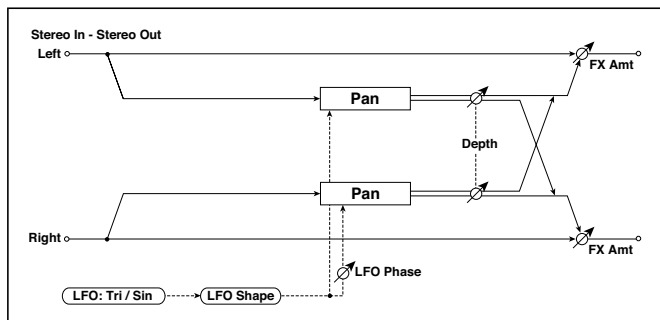 Stereo In - Stereo Out
Left
FX Amt
Pan
Depth
Pan
Right
FX Amt
LFO Phase
LFO: Tri / Sin
LFO Shape